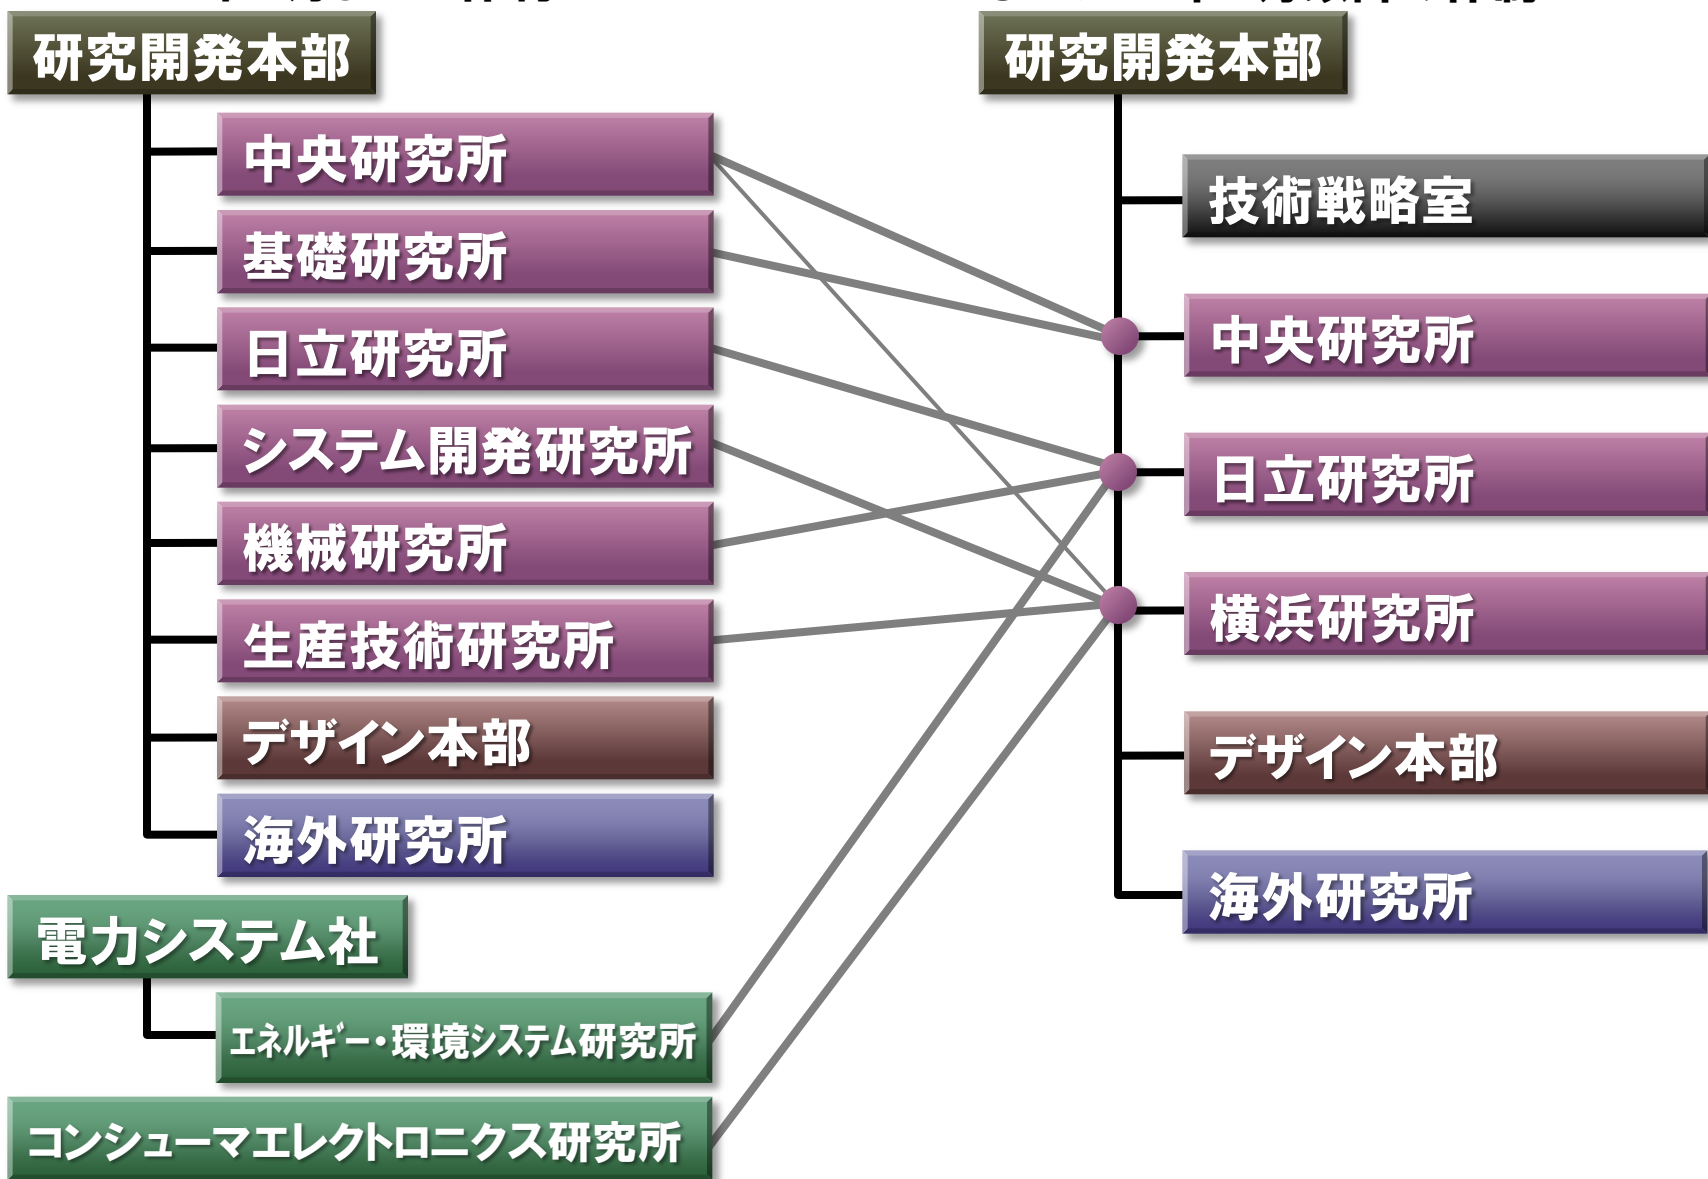 研究開発本部
中央研究所
基礎研究所
日立研究所
システム開発研究所
機械研究所
生産技術研究所
デザイン本部
海外研究所
電力システム社
エネルギー・環境システム研究所
コンシューマエレクトロニクス研究所
研究開発本部
技術戦略室
中央研究所
日立研究所
横浜研究所
デザイン本部
海外研究所